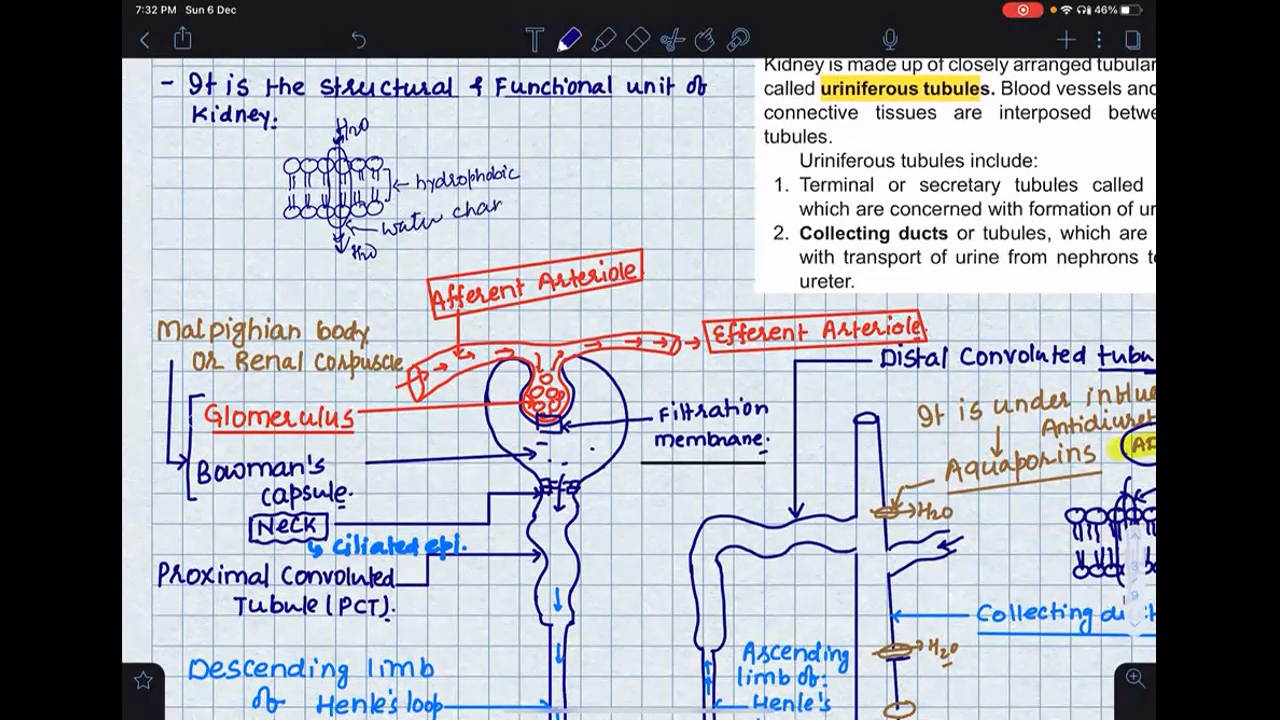 7:32 PM Sun 6 Dec
46%
- It is the structural & Functional unit of
Kidney.
H2O
hydrophobic
water chan
H2O
Kidney is made up of closely arranged tubular
called uriniferous tubules. Blood vessels and
connective tissues are interposed betwe
tubules.
Uriniferous tubules include:
1. Terminal or secretary tubules called
which are concerned with formation of ur
2. Collecting ducts or tubules, which are
with transport of urine from nephrons t
ureter.
Afferent Arteriole
Malpighian body
or Renal corpuscle
Efferent Arteriole
Distal Convoluted tubu
Glomerulus
Filtration
membrane.
It is under influe
Antidiuret
AD
Aquaporins
Bowman's
capsule.
H2O
Neck
ciliated epi.
Proximal Convoluted
Tubule (PCT).
Collecting du
H2O
Descending limb
of Henle's loop
Ascending
limb of
Henle's